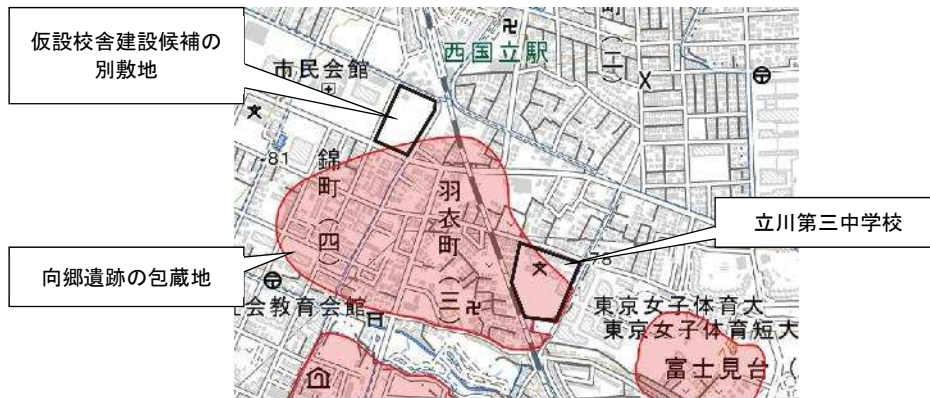 仮設校舎建設候補の
別敷地
向郷遺跡の包蔵地
立川第三中学校
西国立駅
市民会館
81
錦町(四)
羽衣町(三)
(二)
78
会教育会館
東京女子体育大
東京女子体育短大
富士見台(